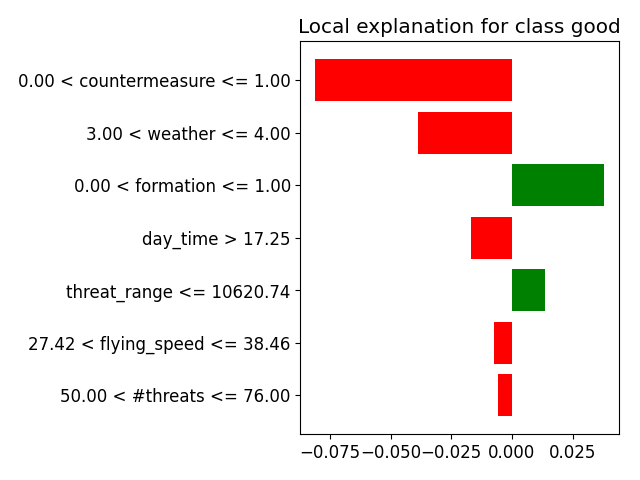 Local explanation for class good
0.00 < countermeasure <= 1.00
3.00 < weather <= 4.00
0.00 < formation <= 1.00
day_time > 17.25
threat_range <= 10620.74
27.42 < flying_speed <= 38.46
50.00 < #threats <= 76.00
−0.075−0.050−0.025 0.000 0.025